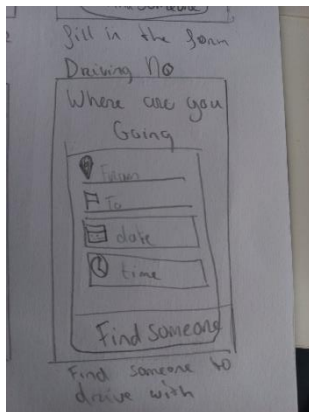 fill in the form
Driving No
Where are you
Going
From
To
date
time
Find someone
Find someone to
drive with